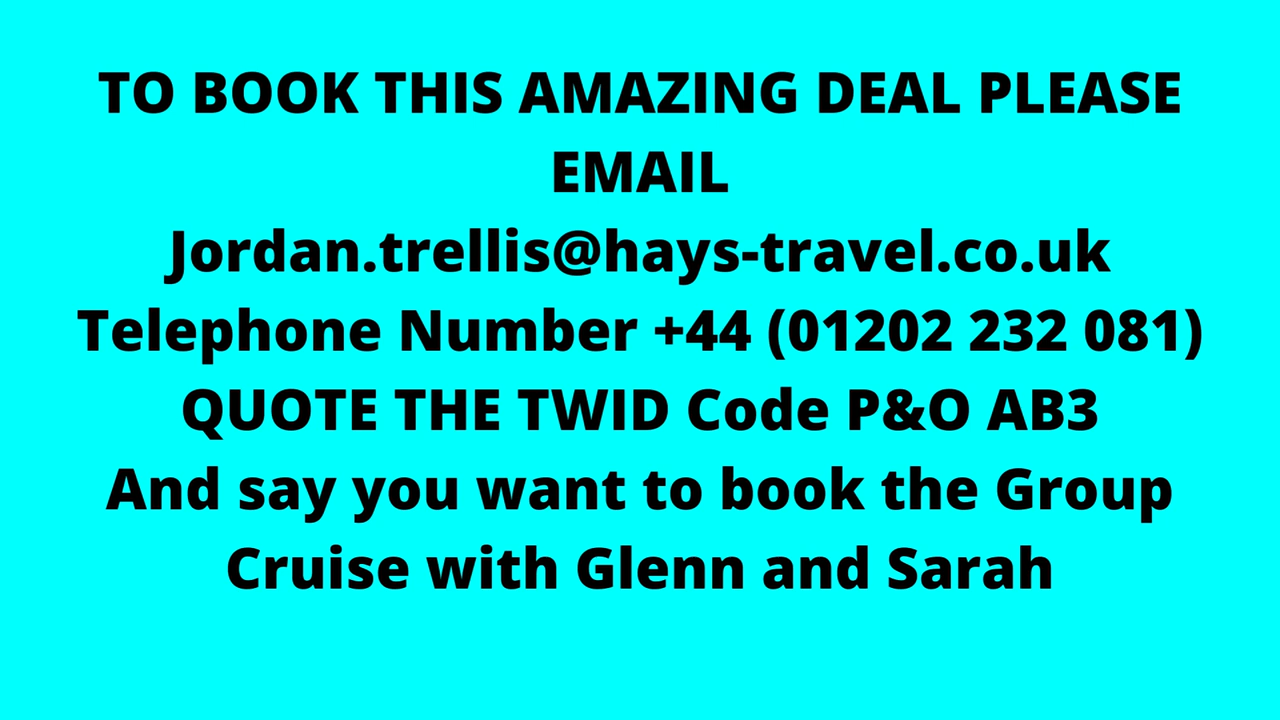 TO BOOK THIS AMAZING DEAL PLEASE
EMAIL
Jordan.trellis@hays-travel.co.uk
Telephone Number +44 (01202 232 081)
QUOTE THE TWID Code P&O AB3
And say you want to book the Group
Cruise with Glenn and Sarah